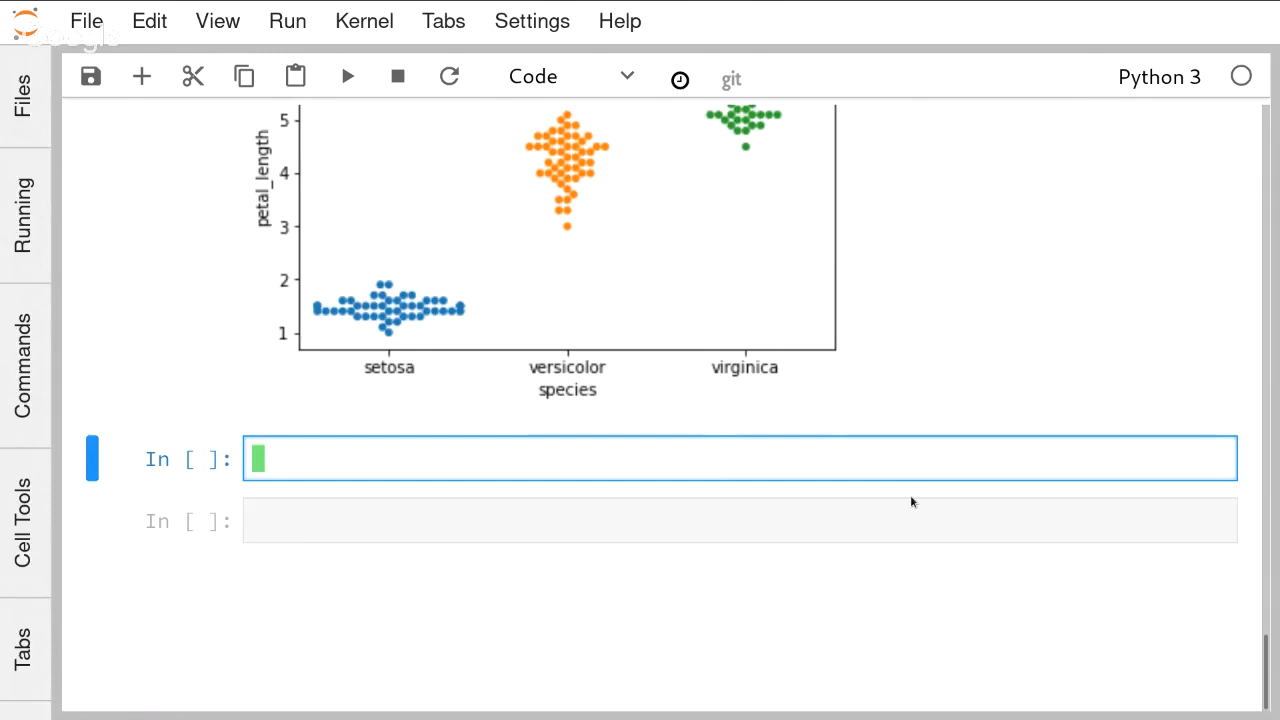 File Edit View Run Kernel Tabs Settings Help
Google
Code git Python 3
Files
Running
Commands
Cell Tools
Tabs
petal_length
5
4
3
2
1
setosa versicolor virginica
species
In [ ]:
In [ ]: